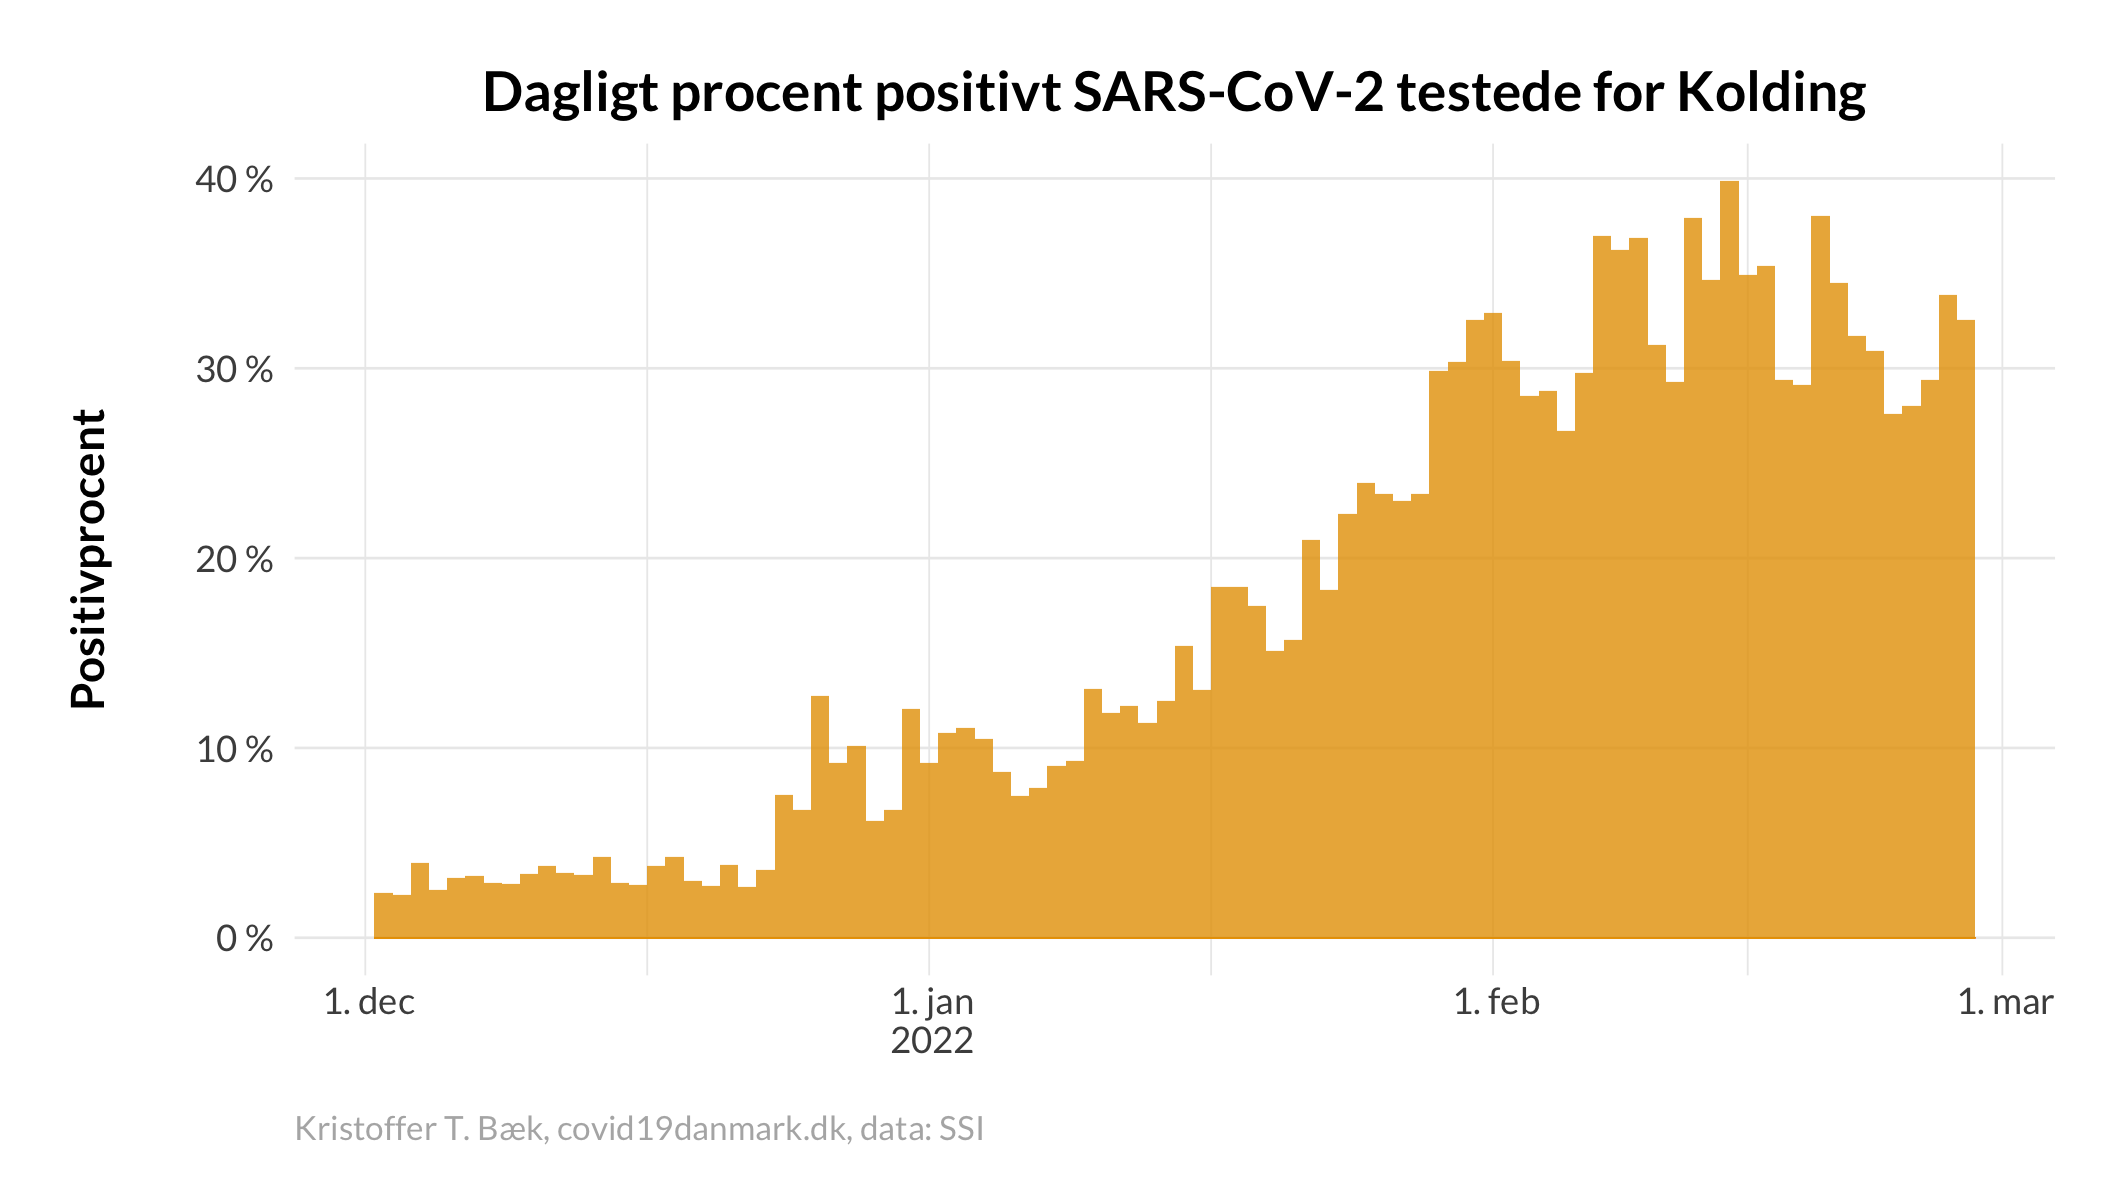 Dagligt procent positivt SARS-CoV-2 testede for Kolding
Positivprocent
40 %
30 %
20 %
10 %
0 %
1. dec
1. jan
2022
1. feb
1. mar
Kristoffer T. Bæk, covid19danmark.dk, data: SSI